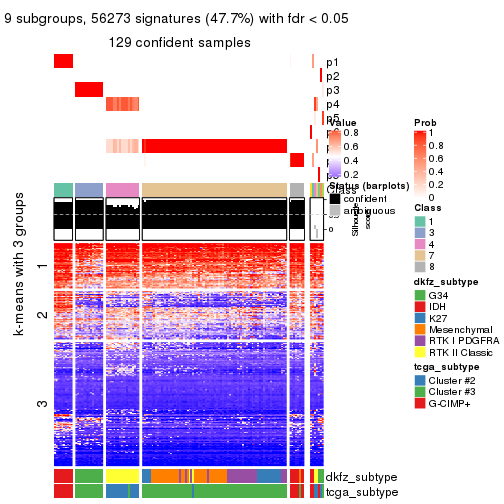 9 subgroups, 56273 signatures (47.7%) with fdr < 0.05
129 confident samples
p1
p2
p3
p4
p5
Class
Silhouette
score
0
k-means with 3 groups
1
2
3
dkfz_subtype
tcga_subtype
Value
0.8
0.6
0.4
0.2
Status (barplots)
confident
ambiguous
Prob
1
0.8
0.6
0.4
0.2
0
Class
1
3
4
7
8
dkfz_subtype
G34
IDH
K27
Mesenchymal
RTK I PDGFRA
RTK II Classic
tcga_subtype
Cluster #2
Cluster #3
G-CIMP+